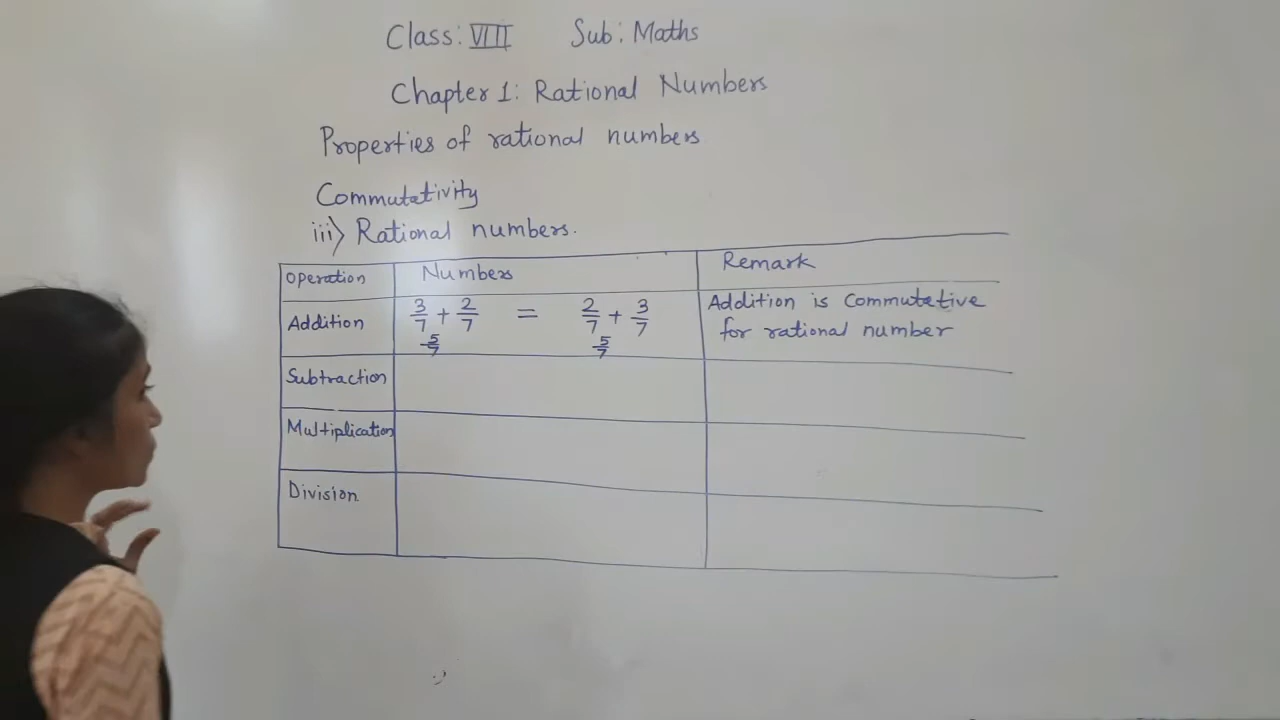 Class: VIII Sub: Maths
Chapter 1: Rational Numbers
Properties of rational numbers
Commutativity
iii) Rational numbers.
Operation Numbers Remark
Addition 3/7 + 2/7 = 2/7 + 3/7 Addition is Commutative
for rational number
5/7 5/7
Subtraction
Multiplication
Division